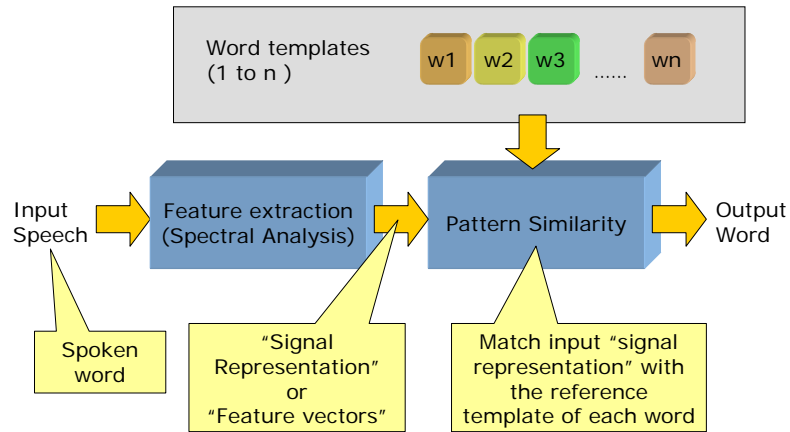 Word templates
(1 to n )
w1 w2 w3 ...... wn
Input
Speech
Feature extraction
(Spectral Analysis)
Pattern Similarity
Output
Word
Spoken
word
“Signal
Representation”
or
“Feature vectors”
Match input “signal
representation” with
the reference
template of each word